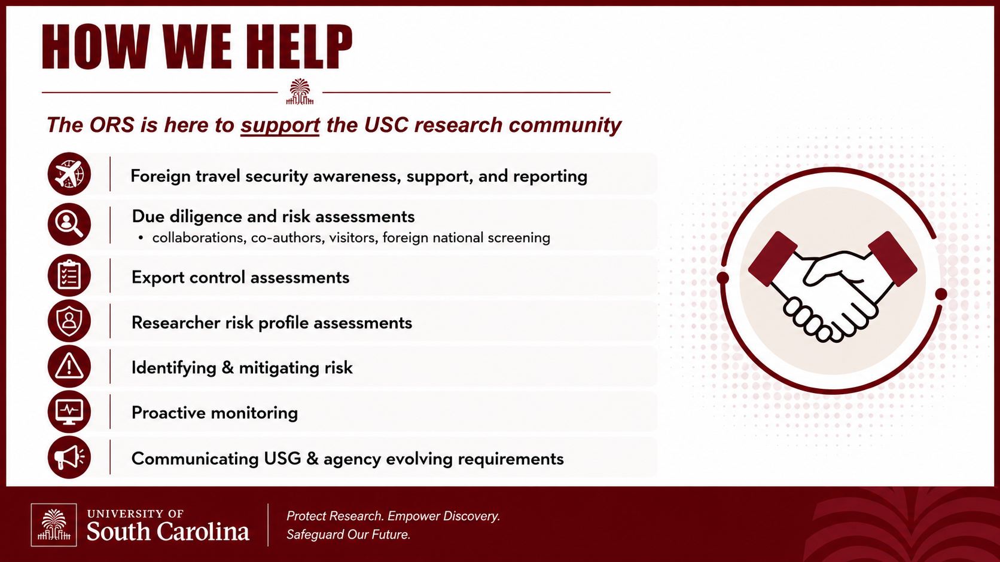 HOW WE HELP
The ORS is here to support the USC research community
Foreign travel security awareness, support, and reporting
Due diligence and risk assessments
• collaborations, co-authors, visitors, foreign national screening
Export control assessments
Researcher risk profile assessments
Identifying & mitigating risk
Proactive monitoring
Communicating USG & agency evolving requirements
UNIVERSITY OF
South Carolina
Protect Research. Empower Discovery.
Safeguard Our Future.